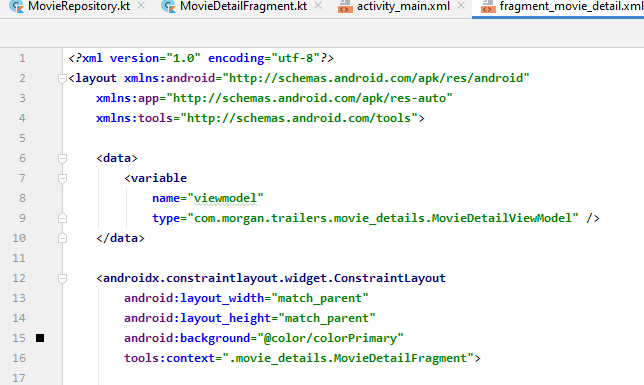 MovieRepository.kt × MovieDetailFragment.kt × activity_main.xml × fragment_movie_detail.xml
1 <?xml version="1.0" encoding="utf-8"?>
2 <layout xmlns:android="http://schemas.android.com/apk/res/android"
3 xmlns:app="http://schemas.android.com/apk/res-auto"
4 xmlns:tools="http://schemas.android.com/tools">
5
6 <data>
7 <variable
8 name="viewmodel"
9 type="com.morgan.trailers.movie_details.MovieDetailViewModel" />
10 </data>
11
12 <androidx.constraintlayout.widget.ConstraintLayout
13 android:layout_width="match_parent"
14 android:layout_height="match_parent"
15 android:background="@color/colorPrimary"
16 tools:context=".movie_details.MovieDetailFragment">
17